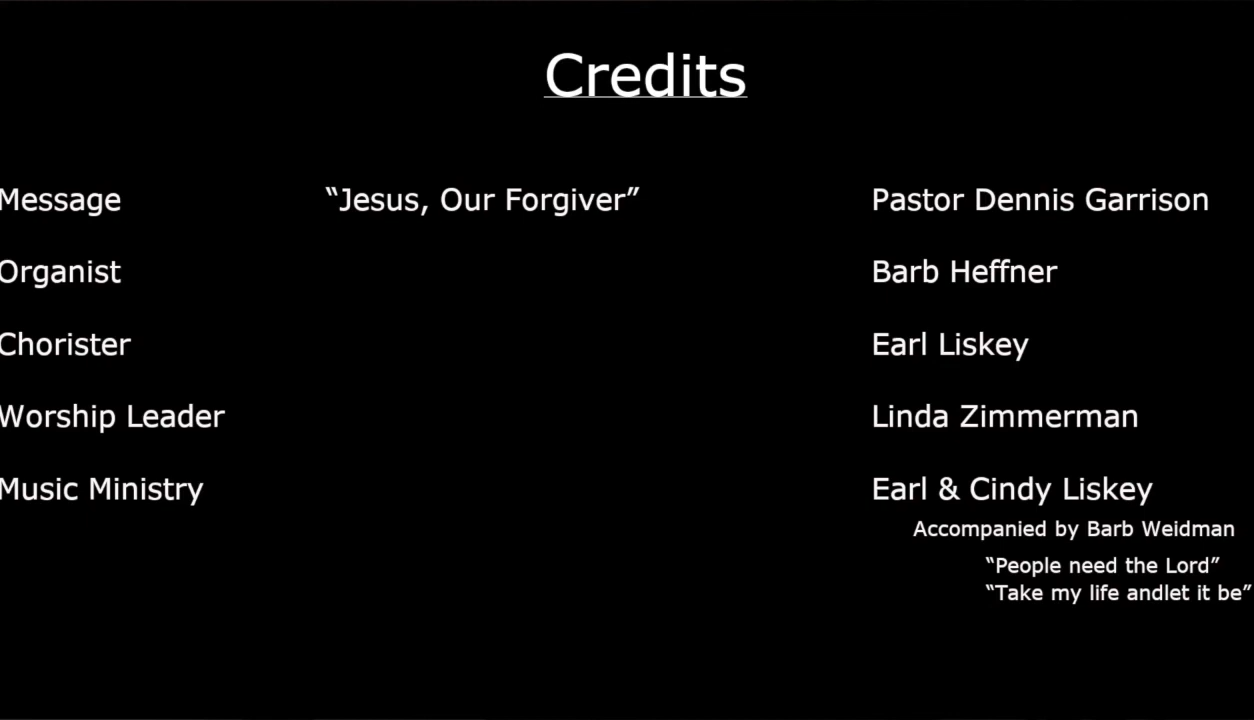 Credits
Message “Jesus, Our Forgiver” Pastor Dennis Garrison
Organist Barb Heffner
Chorister Earl Liskey
Worship Leader Linda Zimmerman
Music Ministry Earl & Cindy Liskey
Accompanied by Barb Weidman
“People need the Lord”
“Take my life andlet it be”